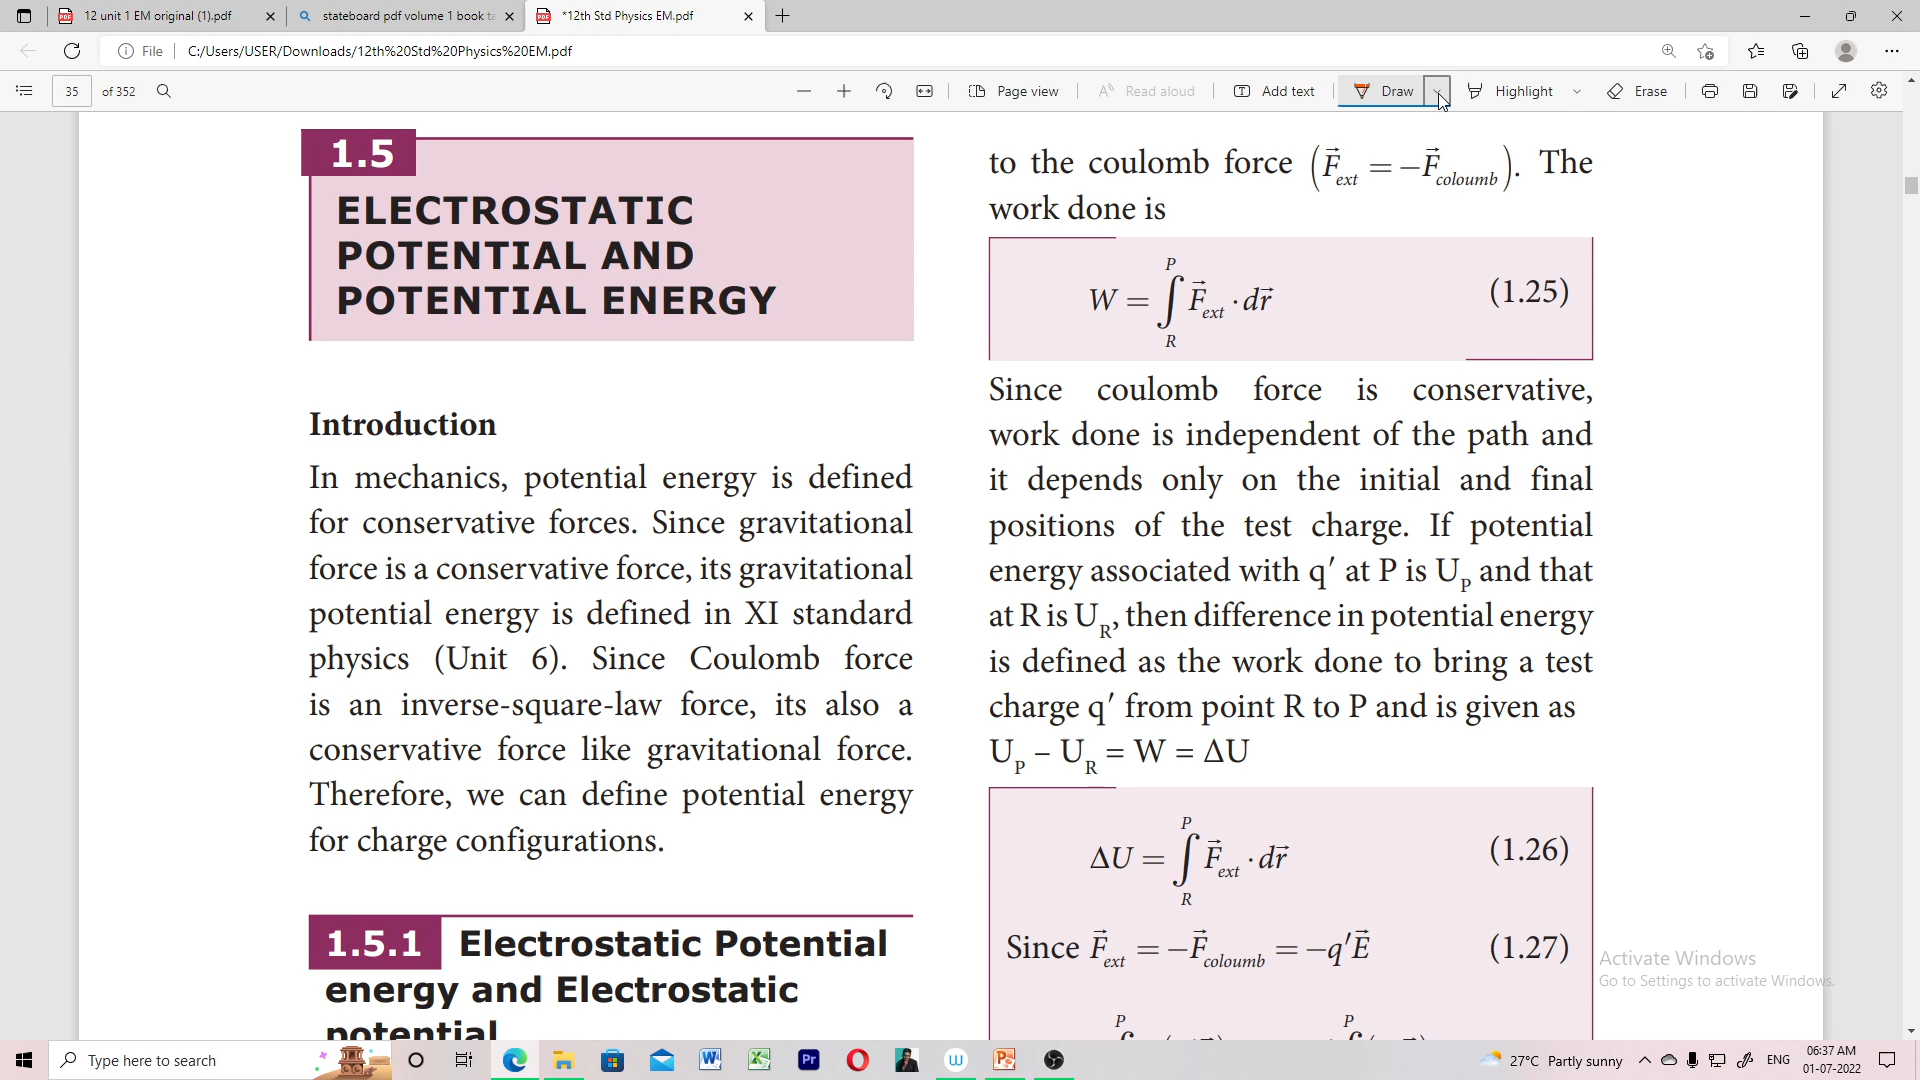 12 unit 1 EM original (1).pdf
stateboard pdf volume 1 book ta
*12th Std Physics EM.pdf
File
C:/Users/USER/Downloads/12th%20Std%20Physics%20EM.pdf
35 of 352
Page view
Read aloud
Add text
Draw
Highlight
Erase
1.5
ELECTROSTATIC
POTENTIAL AND
POTENTIAL ENERGY
Introduction
In mechanics, potential energy is defined
for conservative forces. Since gravitational
force is a conservative force, its gravitational
potential energy is defined in XI standard
physics (Unit 6). Since Coulomb force
is an inverse-square-law force, its also a
conservative force like gravitational force.
Therefore, we can define potential energy
for charge configurations.
1.5.1 Electrostatic Potential
energy and Electrostatic
potential
to the coulomb force (F⃗_ext = −F⃗_coloumb). The
work done is
W = ∫_R^P F⃗_ext · dr⃗ (1.25)
Since coulomb force is conservative,
work done is independent of the path and
it depends only on the initial and final
positions of the test charge. If potential
energy associated with q′ at P is U_P and that
at R is U_R, then difference in potential energy
is defined as the work done to bring a test
charge q′ from point R to P and is given as
U_P – U_R = W = ΔU
ΔU = ∫_R^P F⃗_ext · dr⃗ (1.26)
Since F⃗_ext = −F⃗_coloumb = −q′E⃗ (1.27)
P P
Activate Windows
Go to Settings to activate Windows.
Type here to search
27°C Partly sunny
ENG
06:37 AM
01-07-2022